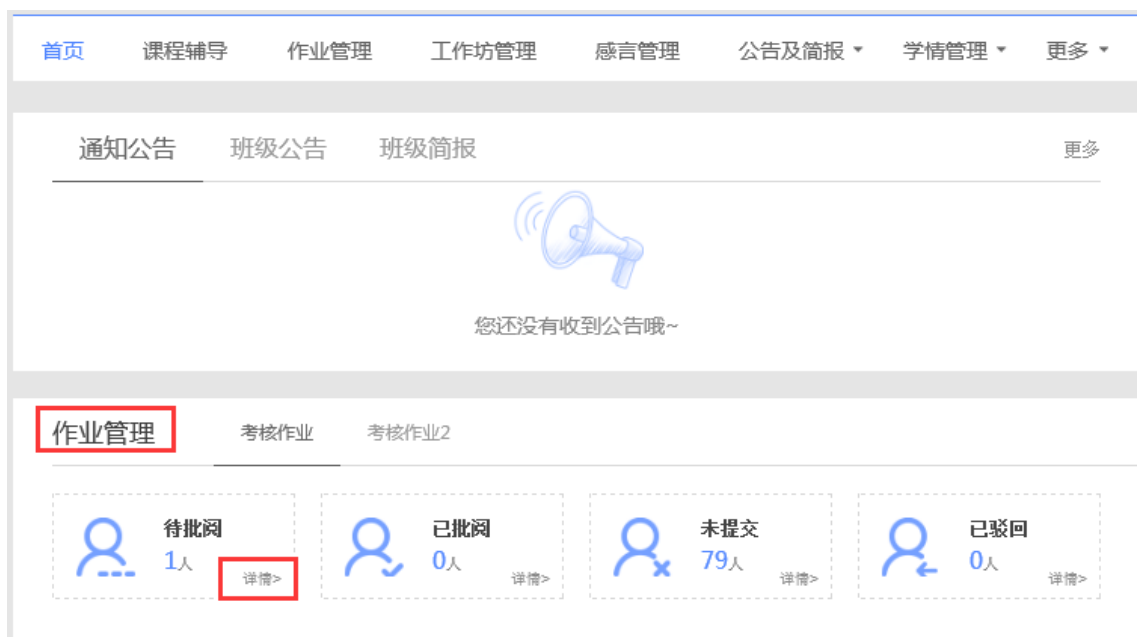 首页 课程辅导 作业管理 工作坊管理 感言管理 公告及简报 学情管理 更多
通知公告 班级公告 班级简报 更多
您还没有收到公告哦~
作业管理 考核作业 考核作业2
待批阅 已批阅 未提交 已驳回
1人 0人 79人 0人
详情> 详情> 详情> 详情>